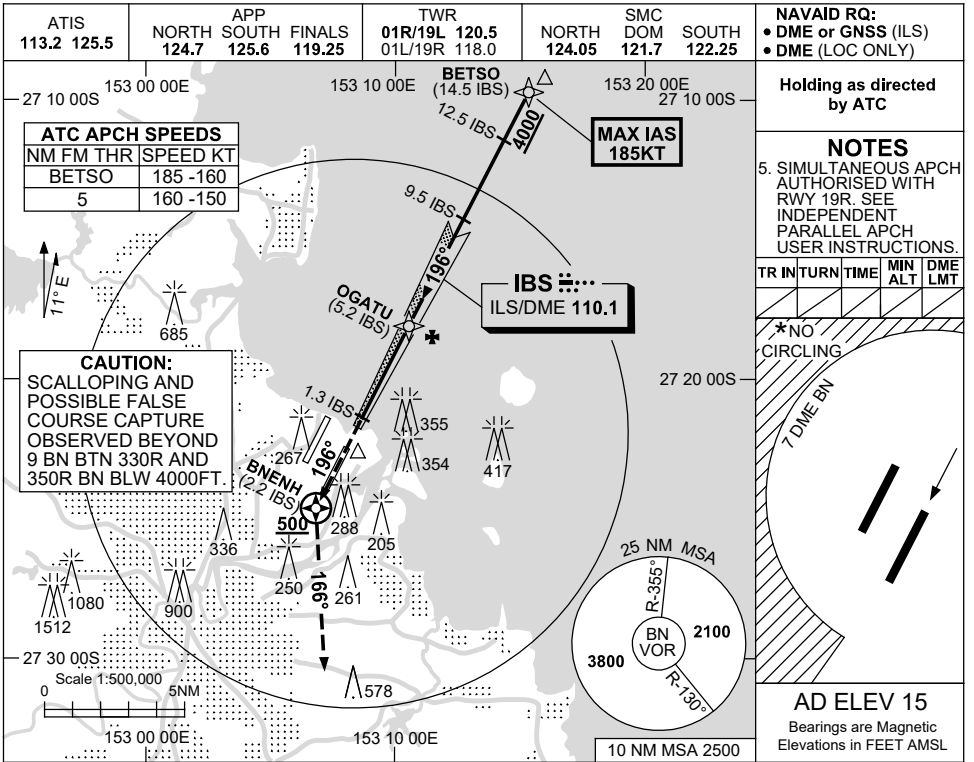 ATIS
113.2 125.5
APP
NORTH SOUTH FINALS
124.7 125.6 119.25
TWR
01R/19L 120.5
01L/19R 118.0
SMC
NORTH DOM SOUTH
124.05 121.7 122.25
NAVAID RQ:
• DME or GNSS (ILS)
• DME (LOC ONLY)
Holding as directed
by ATC
NOTES
5. SIMULTANEOUS APCH
AUTHORISED WITH
RWY 19R. SEE
INDEPENDENT
PARALLEL APCH
USER INSTRUCTIONS.
TR IN TURN TIME MIN ALT DME LMT
*NO
CIRCLING
7 DME BN
AD ELEV 15
Bearings are Magnetic
Elevations in FEET AMSL
153 00 00E
153 10 00E
153 20 00E
27 10 00S
27 10 00S
BETSO
(14.5 IBS)
12.5 IBS
4000
MAX IAS
185KT
ATC APCH SPEEDS
NM FM THR SPEED KT
BETSO 185 -160
5 160 -150
9.5 IBS
196°
11° E
IBS
ILS/DME 110.1
OGATU
(5.2 IBS)
685
CAUTION:
SCALLOPING AND
POSSIBLE FALSE
COURSE CAPTURE
OBSERVED BEYOND
9 BN BTN 330R AND
350R BN BLW 4000FT.
27 20 00S
1.3 IBS
355
354
417
267
196°
BNENH
(2.2 IBS)
500
288
205
336
250
261
166°
1080
1512
900
578
25 NM MSA
R-355°
BN
VOR
2100
3800
R-130°
10 NM MSA 2500
27 30 00S
Scale 1:500,000
0 5NM
153 00 00E
153 10 00E